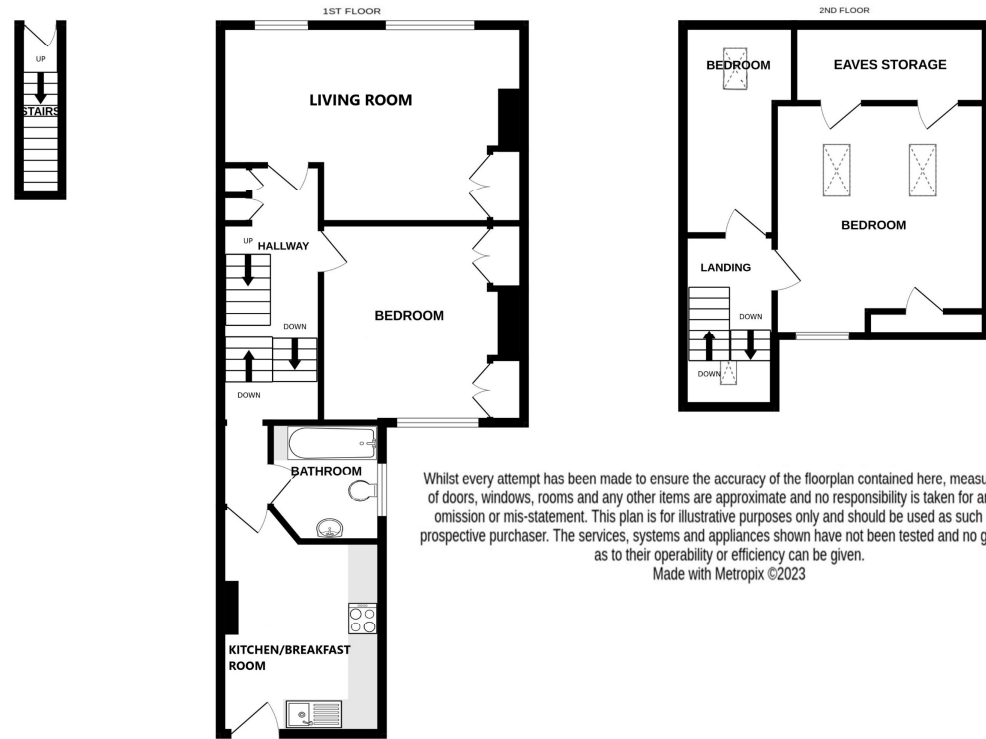 UP
STAIRS
1ST FLOOR
LIVING ROOM
UP
HALLWAY
BEDROOM
DOWN
DOWN
BATHROOM
KITCHEN/BREAKFAST
ROOM
2ND FLOOR
BEDROOM
EAVES STORAGE
BEDROOM
LANDING
DOWN
DOWN
Whilst every attempt has been made to ensure the accuracy of the floorplan contained here, measu
of doors, windows, rooms and any other items are approximate and no responsibility is taken for
omission or mis-statement. This plan is for illustrative purposes only and should be used as such
prospective purchaser. The services, systems and appliances shown have not been tested and no
as to their operability or efficiency can be given.
Made with Metropix ©2023